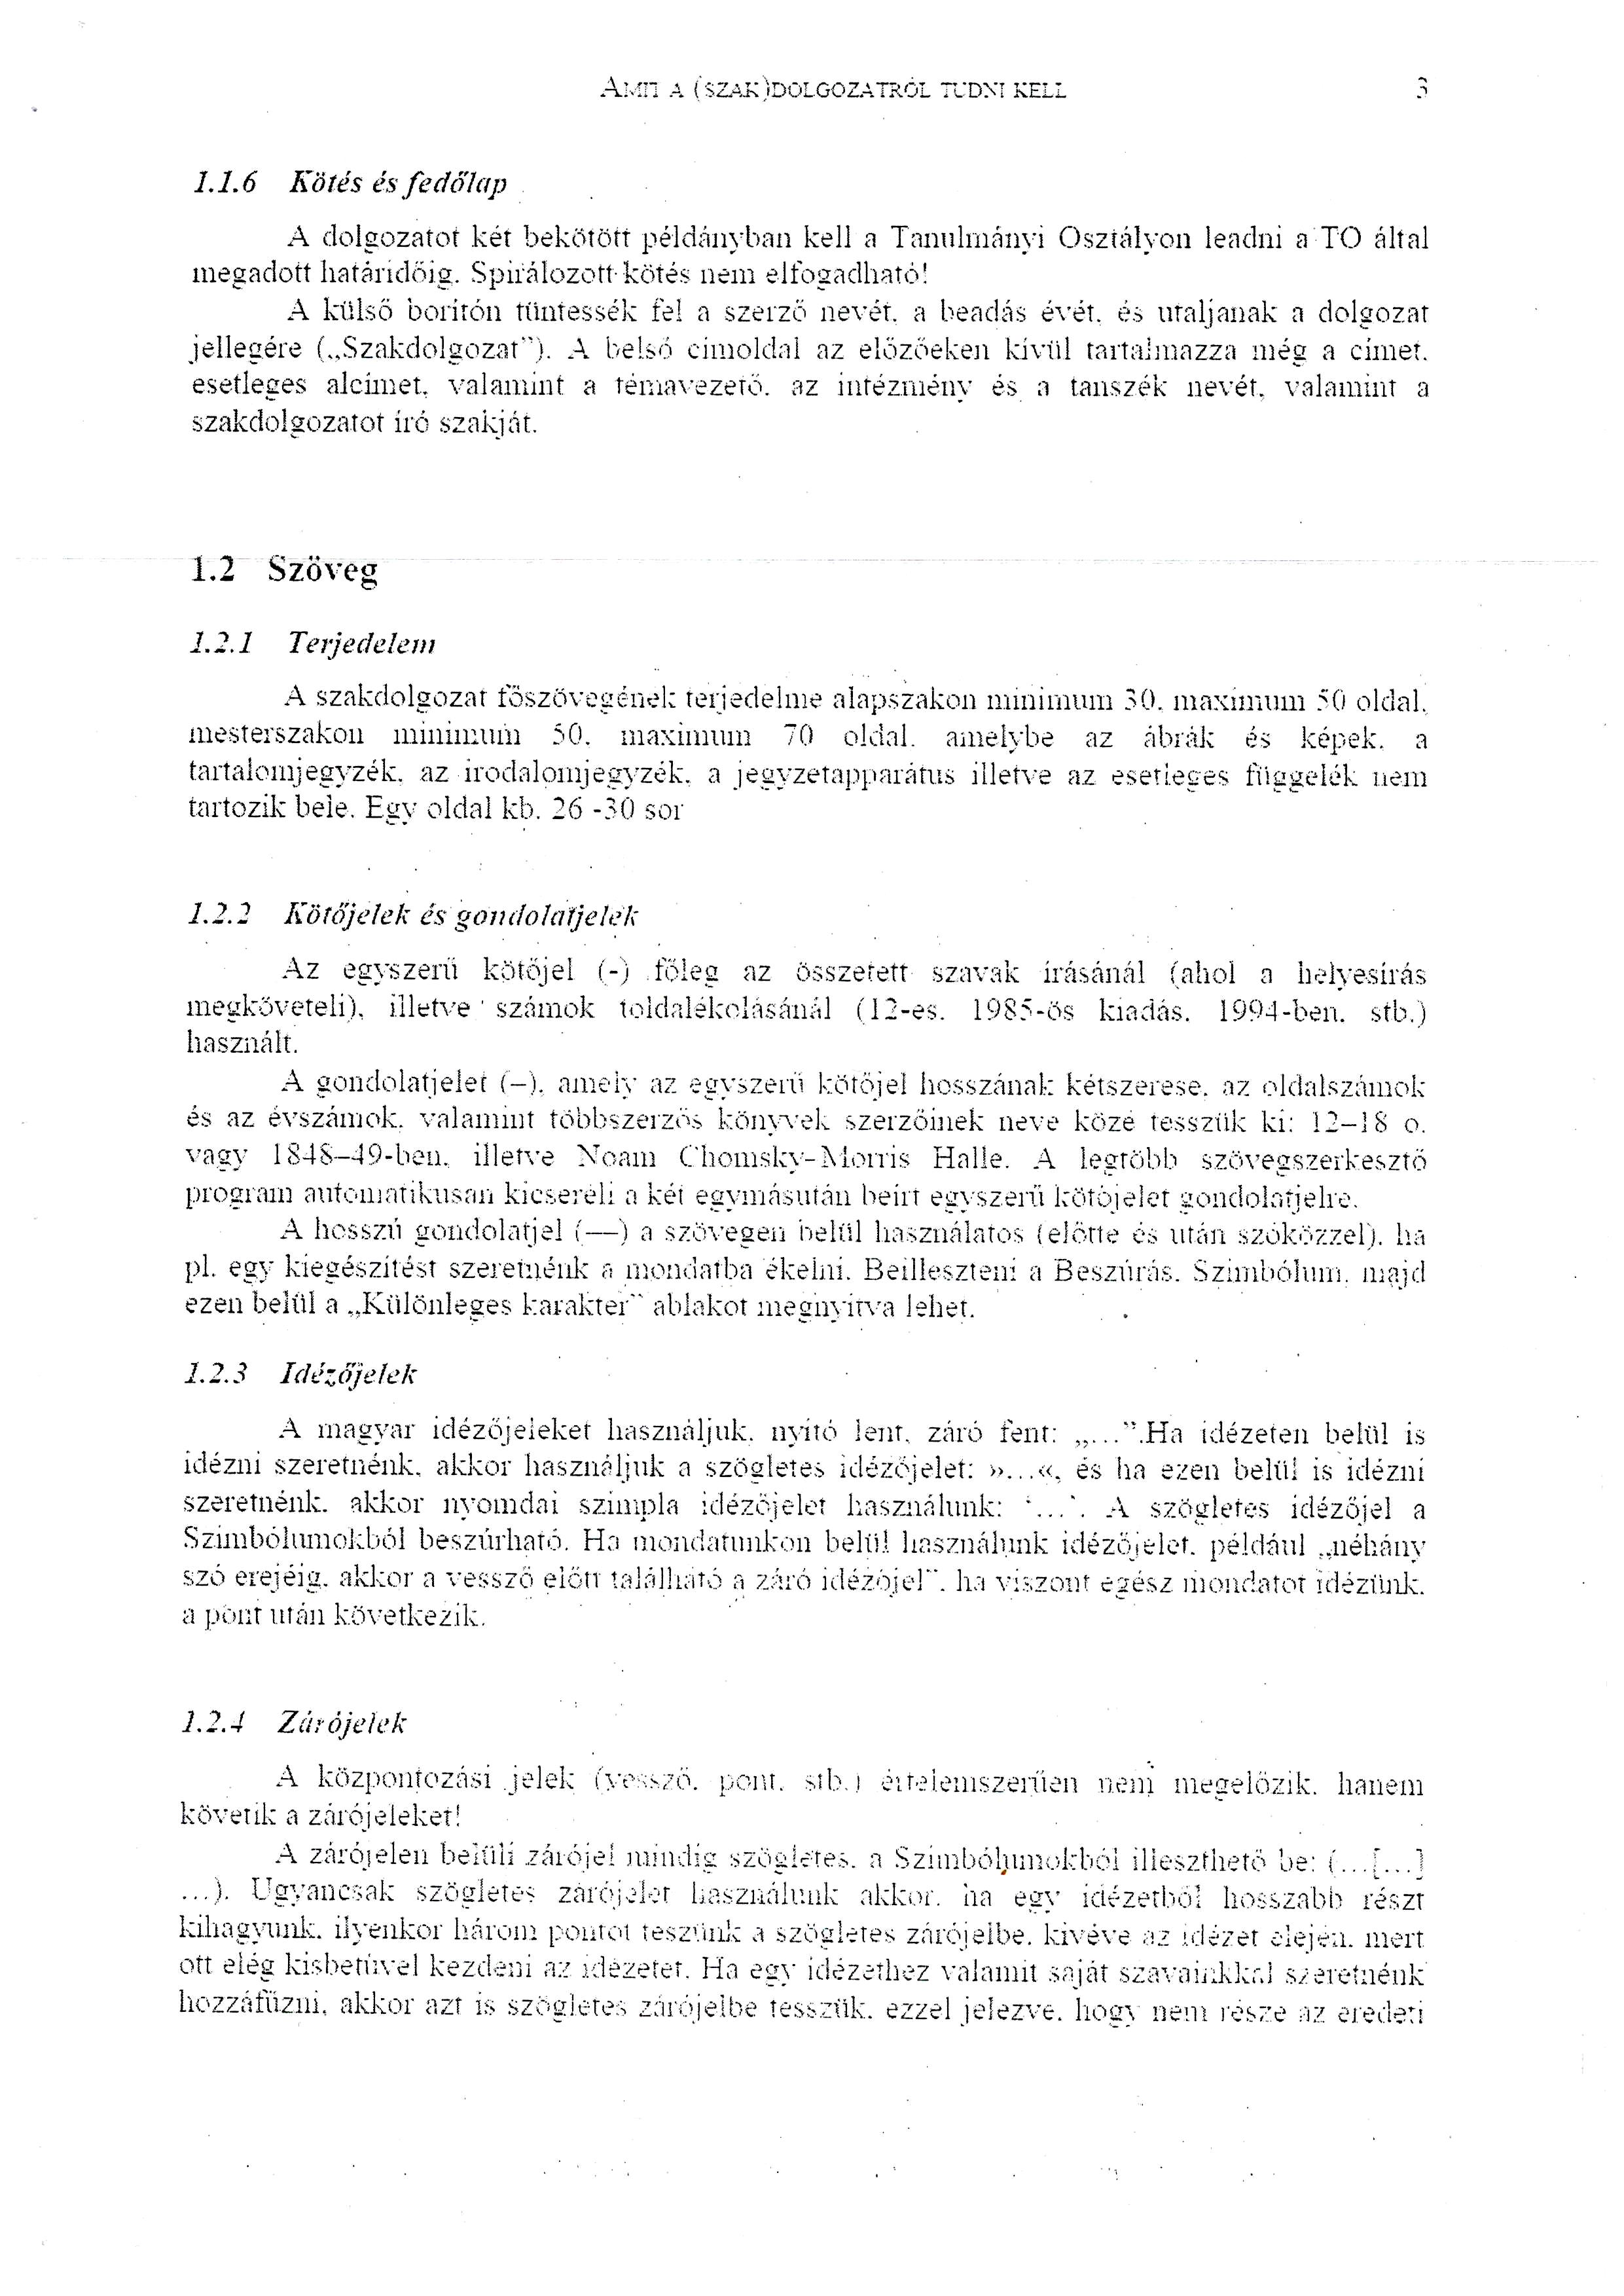 AMIT A (SZAK)DOLGOZATRÓL TUDNI KELL 3
1.1.6 Kötés és fedőlap
A dolgozatot két bekötött példányban kell a Tanulmányi Osztályon leadni a TO által
megadott határidőig. Spirálozott kötés nem elfogadható!
A külső borítón tüntessék fel a szerző nevét, a beadás évét, és utaljanak a dolgozat
jellegére („Szakdolgozat”). A belső címoldal az előzőeken kívül tartalmazza még a címet,
esetleges alcímet, valamint a témavezető, az intézmény és a tanszék nevét, valamint a
szakdolgozatot író szakját.
1.2 Szöveg
1.2.1 Terjedelem
A szakdolgozat főszövegének terjedelme alapszakon minimum 30, maximum 50 oldal,
mesterszakon minimum 50, maximum 70 oldal, amelybe az ábrák és képek, a
tartalomjegyzék, az irodalomjegyzék, a jegyzetapparátus illetve az esetleges függelék nem
tartozik bele. Egy oldal kb. 26 -30 sor
1.2.2 Kötőjelek és gondolatjelek
Az egyszerű kötőjel (-) főleg az összetett szavak írásánál (ahol a helyesírás
megköveteli), illetve számok toldalékolásánál (12-es, 1985-ös kiadás, 1994-ben, stb.)
használt.
A gondolatjelet (–), amely az egyszerű kötőjel hosszának kétszerese, az oldalszámok
és az évszámok, valamint többszerzős könyvek szerzőinek neve közé tesszük ki: 12–18 o.
vagy 1848–49-ben, illetve Noam Chomsky–Morris Halle. A legtöbb szövegszerkesztő
program automatikusan kicseréli a két egymásután beírt egyszerű kötőjelet gondolatjelre.
A hosszú gondolatjel (—) a szövegen belül használatos (előtte és után szóközzel), ha
pl. egy kiegészítést szeretnénk a mondatba ékelni. Beilleszteni a Beszúrás, Szimbólum, majd
ezen belül a „Különleges karakter” ablakot megnyitva lehet.
1.2.3 Idézőjelek
A magyar idézőjeleket használjuk, nyitó lent, záró fent: „...”.Ha idézeten belül is
idézni szeretnénk, akkor használjuk a szögletes idézőjelet: »...«, és ha ezen belül is idézni
szeretnénk, akkor nyomdai szimpla idézőjelet használunk: ‘...’. A szögletes idézőjel a
Szimbólumokból beszúrható. Ha mondatunkon belül használunk idézőjelet, például „néhány
szó erejéig, akkor a vessző előtt található a záró idézőjel”, ha viszont egész mondatot idézünk,
a pont után következik.
1.2.4 Zárójelek
A központozási jelek (vessző, pont, stb.) értelemszerűen nem megelőzik, hanem
követik a zárójeleket!
A zárójelen belüli zárójel mindig szögletes, a Szimbólumokból illeszthető be: (...[...]
...). Ugyancsak szögletes zárójelet használunk akkor, ha egy idézetből hosszabb részt
kihagyunk, ilyenkor három pontot teszünk a szögletes zárójelbe, kivéve az idézet elején, mert
ott elég kisbetűvel kezdeni az idézetet. Ha egy idézethez valamit saját szavainkkal szeretnénk
hozzáfűzni, akkor azt is szögletes zárójelbe tesszük, ezzel jelezve, hogy nem része az eredeti